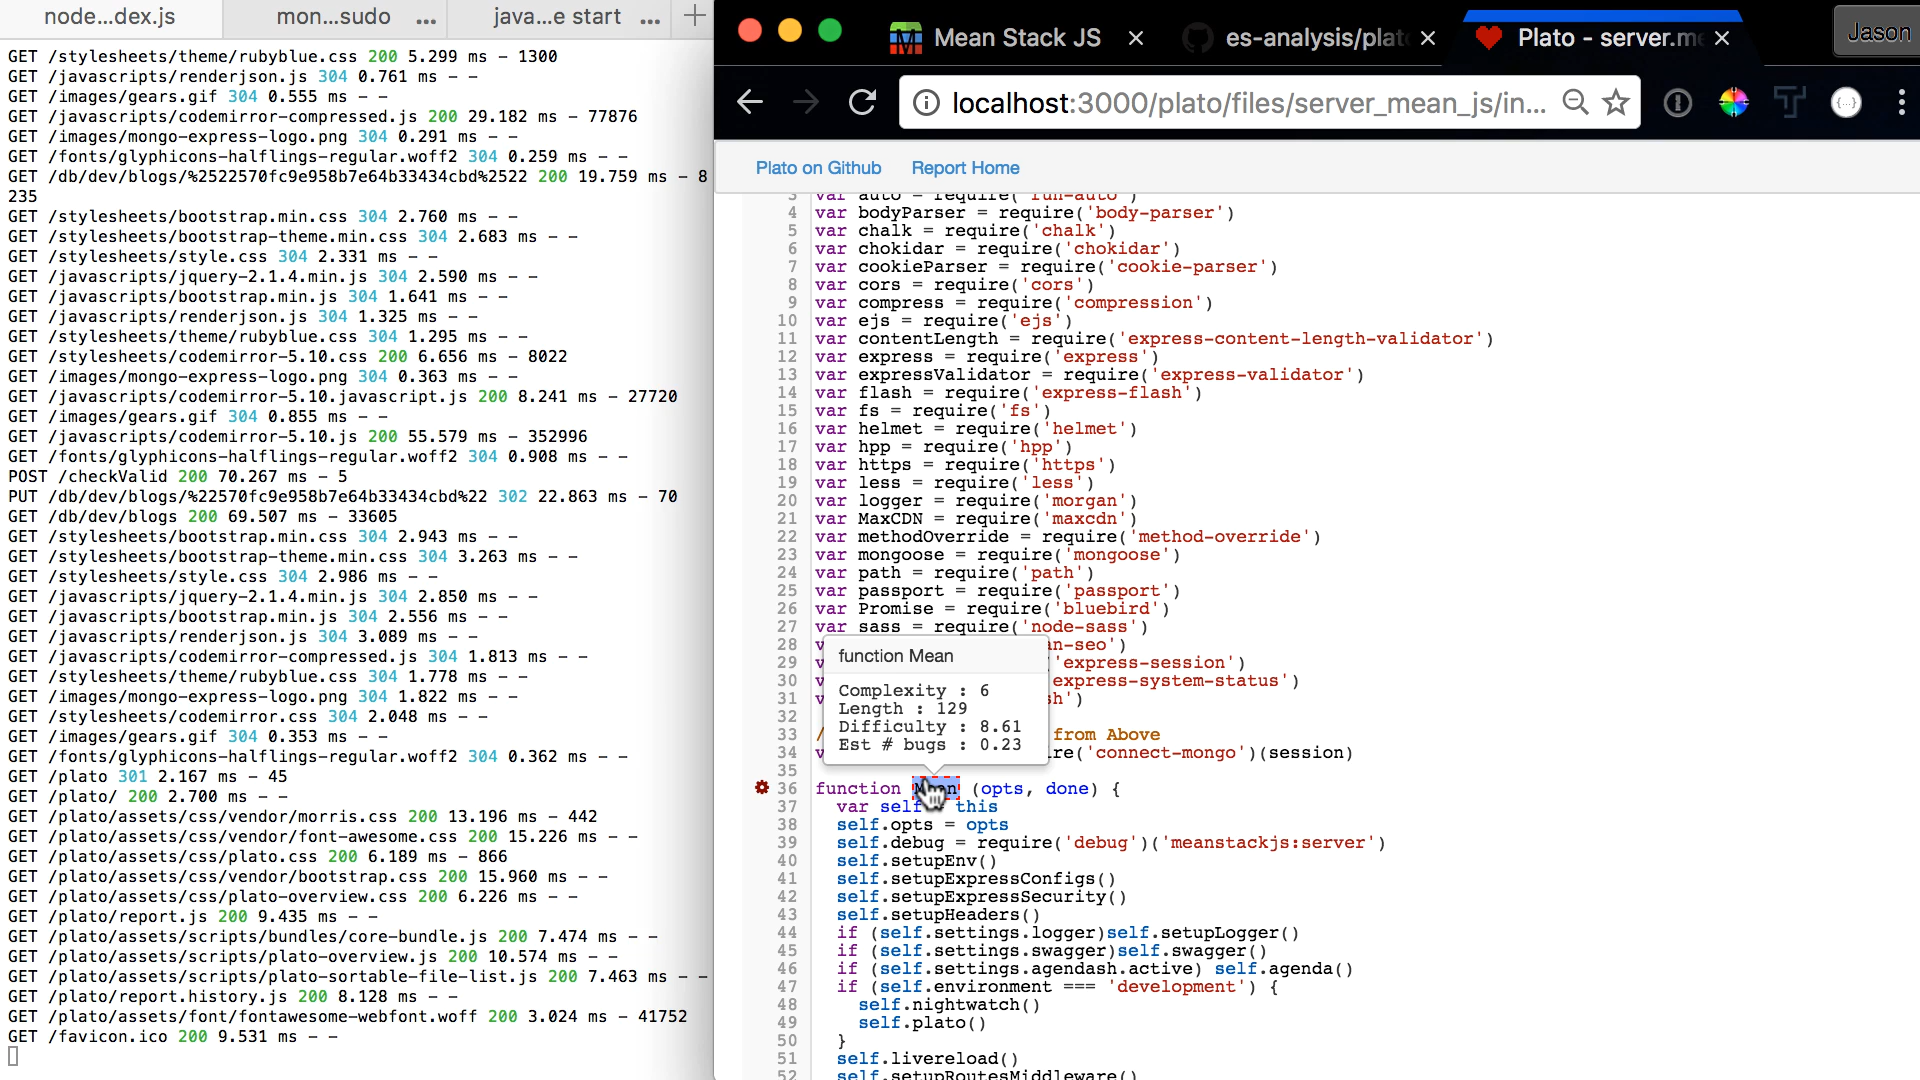 node...dex.js
mon...sudo ...
java...e start ...
GET /stylesheets/theme/rubyblue.css 200 5.299 ms - 1300
GET /javascripts/renderjson.js 304 0.761 ms - -
GET /images/gears.gif 304 0.555 ms - -
GET /javascripts/codemirror-compressed.js 200 29.182 ms - 77876
GET /images/mongo-express-logo.png 304 0.291 ms - -
GET /fonts/glyphicons-halflings-regular.woff2 304 0.259 ms - -
GET /db/dev/blogs/%2522570fc9e958b7e64b33434cbd%2522 200 19.759 ms - 8
235
GET /stylesheets/bootstrap.min.css 304 2.760 ms - -
GET /stylesheets/bootstrap-theme.min.css 304 2.683 ms - -
GET /stylesheets/style.css 304 2.331 ms - -
GET /javascripts/jquery-2.1.4.min.js 304 2.590 ms - -
GET /javascripts/bootstrap.min.js 304 1.641 ms - -
GET /javascripts/renderjson.js 304 1.325 ms - -
GET /stylesheets/theme/rubyblue.css 304 1.295 ms - -
GET /stylesheets/codemirror-5.10.css 200 6.656 ms - 8022
GET /images/mongo-express-logo.png 304 0.363 ms - -
GET /javascripts/codemirror-5.10.javascript.js 200 8.241 ms - 27720
GET /images/gears.gif 304 0.855 ms - -
GET /javascripts/codemirror-5.10.js 200 55.579 ms - 352996
GET /fonts/glyphicons-halflings-regular.woff2 304 0.908 ms - -
POST /checkValid 200 70.267 ms - 5
PUT /db/dev/blogs/%22570fc9e958b7e64b33434cbd%22 302 22.863 ms - 70
GET /db/dev/blogs 200 69.507 ms - 33605
GET /stylesheets/bootstrap.min.css 304 2.943 ms - -
GET /stylesheets/bootstrap-theme.min.css 304 3.263 ms - -
GET /stylesheets/style.css 304 2.986 ms - -
GET /javascripts/jquery-2.1.4.min.js 304 2.850 ms - -
GET /javascripts/bootstrap.min.js 304 2.556 ms - -
GET /javascripts/renderjson.js 304 3.089 ms - -
GET /javascripts/codemirror-compressed.js 304 1.813 ms - -
GET /stylesheets/theme/rubyblue.css 304 1.778 ms - -
GET /images/mongo-express-logo.png 304 1.822 ms - -
GET /stylesheets/codemirror.css 304 2.048 ms - -
GET /images/gears.gif 304 0.353 ms - -
GET /fonts/glyphicons-halflings-regular.woff2 304 0.362 ms - -
GET /plato 301 2.167 ms - 45
GET /plato/ 200 2.700 ms - -
GET /plato/assets/css/vendor/morris.css 200 13.196 ms - 442
GET /plato/assets/css/vendor/font-awesome.css 200 15.226 ms - -
GET /plato/assets/css/plato.css 200 6.189 ms - 866
GET /plato/assets/css/vendor/bootstrap.css 200 15.960 ms - -
GET /plato/assets/css/plato-overview.css 200 6.226 ms - -
GET /plato/report.js 200 9.435 ms - -
GET /plato/assets/scripts/bundles/core-bundle.js 200 7.474 ms - -
GET /plato/assets/scripts/plato-overview.js 200 10.574 ms - -
GET /plato/assets/scripts/plato-sortable-file-list.js 200 7.463 ms - -
GET /plato/report.history.js 200 8.128 ms - -
GET /plato/assets/font/fontawesome-webfont.woff 200 3.024 ms - 41752
GET /favicon.ico 200 9.531 ms - -
Mean Stack JS
es-analysis/plat
Plato - server.me
Jason
localhost:3000/plato/files/server_mean_js/in...
Plato on Github
Report Home
3 var auto = require('run-auto')
4 var bodyParser = require('body-parser')
5 var chalk = require('chalk')
6 var chokidar = require('chokidar')
7 var cookieParser = require('cookie-parser')
8 var cors = require('cors')
9 var compress = require('compression')
10 var ejs = require('ejs')
11 var contentLength = require('express-content-length-validator')
12 var express = require('express')
13 var expressValidator = require('express-validator')
14 var flash = require('express-flash')
15 var fs = require('fs')
16 var helmet = require('helmet')
17 var hpp = require('hpp')
18 var https = require('https')
19 var less = require('less')
20 var logger = require('morgan')
21 var MaxCDN = require('maxcdn')
22 var methodOverride = require('method-override')
23 var mongoose = require('mongoose')
24 var path = require('path')
25 var passport = require('passport')
26 var Promise = require('bluebird')
27 var sass = require('node-sass')
28 v an-seo')
29 v 'express-session')
30 v express-system-status')
31 v sh')
32
33 / from Above
34 v re('connect-mongo')(session)
35
function Mean
Complexity : 6
Length : 129
Difficulty : 8.61
Est # bugs : 0.23
36 function Mean (opts, done) {
37 var self = this
38 self.opts = opts
39 self.debug = require('debug')('meanstackjs:server')
40 self.setupEnv()
41 self.setupExpressConfigs()
42 self.setupExpressSecurity()
43 self.setupHeaders()
44 if (self.settings.logger)self.setupLogger()
45 if (self.settings.swagger)self.swagger()
46 if (self.settings.agendash.active) self.agenda()
47 if (self.environment === 'development') {
48 self.nightwatch()
49 self.plato()
50 }
51 self.livereload()
52 self.setupRoutesMiddleware()